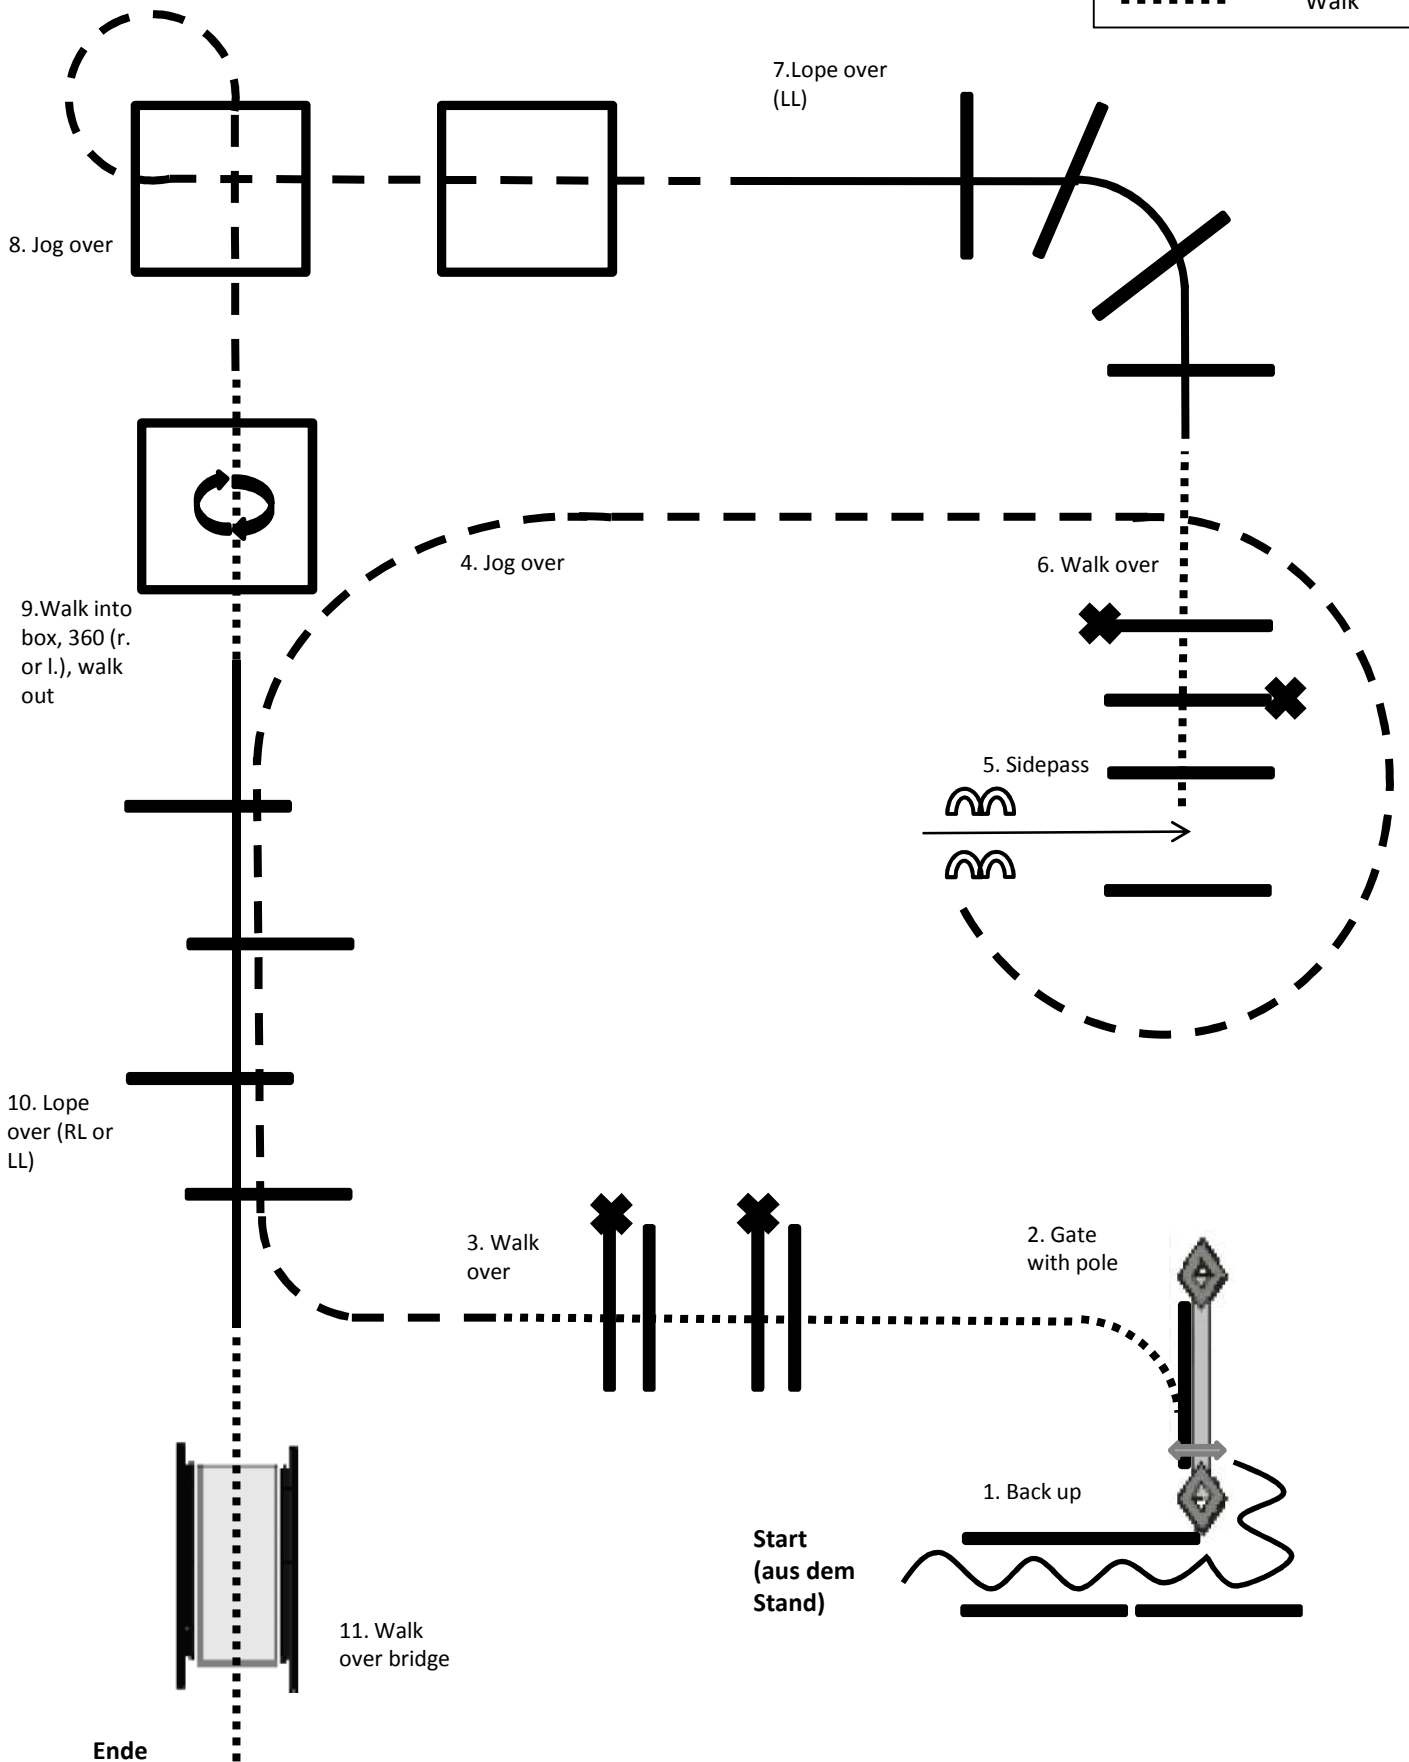 Walk
7.Lope over
(LL)
8. Jog over
4. Jog over
6. Walk over
9.Walk into
box, 360 (r.
or l.), walk
out
5. Sidepass
10. Lope
over (RL or
LL)
3. Walk
over
2. Gate
with pole
1. Back up
Start
(aus dem
Stand)
11. Walk
over bridge
Ende